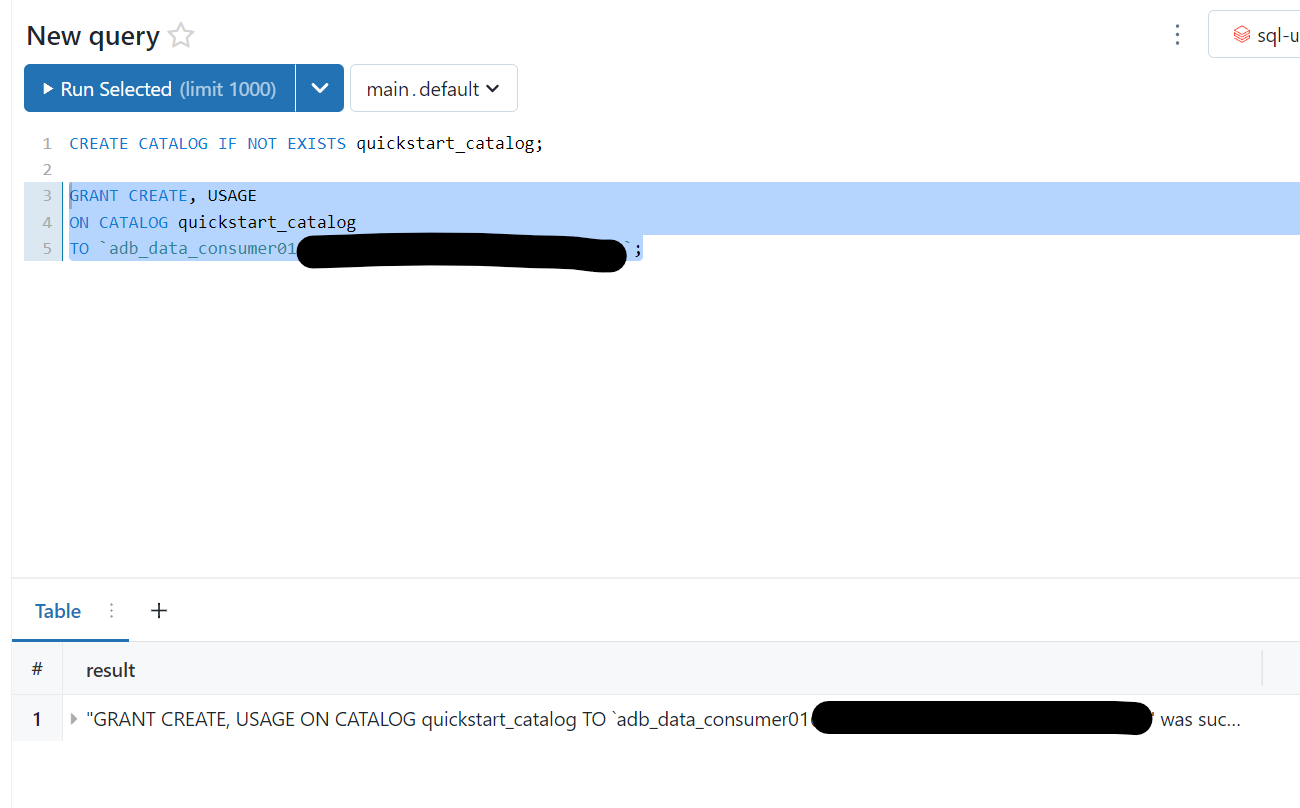 New query
Run Selected (limit 1000)
main.default
sql-u
1 CREATE CATALOG IF NOT EXISTS quickstart_catalog;
2
3 GRANT CREATE, USAGE
4 ON CATALOG quickstart_catalog
5 TO `adb_data_consumer01 `;
Table
# result
1 "GRANT CREATE, USAGE ON CATALOG quickstart_catalog TO `adb_data_consumer01 was suc...